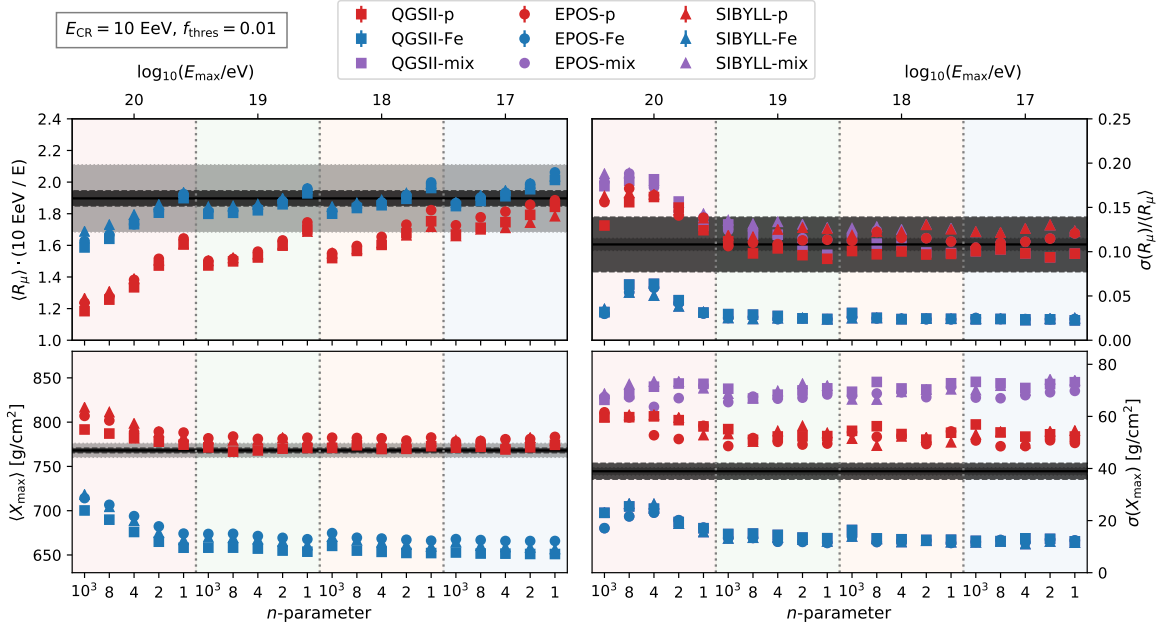 E_CR = 10 EeV, f_thres = 0.01
QGSII-p EPOS-p SIBYLL-p
QGSII-Fe EPOS-Fe SIBYLL-Fe
QGSII-mix EPOS-mix SIBYLL-mix
log₁₀(E_max/eV)
20 19 18 17
log₁₀(E_max/eV)
20 19 18 17
⟨R_μ⟩ · (10 EeV / E)
2.4
2.2
2.0
1.8
1.6
1.4
1.2
1.0
σ(R_μ)/⟨R_μ⟩
0.25
0.20
0.15
0.10
0.05
0.00
⟨X_max⟩ [g/cm²]
850
800
750
700
650
10³ 8 4 2 1 10³ 8 4 2 1 10³ 8 4 2 1 10³ 8 4 2 1
n-parameter
σ(X_max) [g/cm²]
80
60
40
20
0
10³ 8 4 2 1 10³ 8 4 2 1 10³ 8 4 2 1 10³ 8 4 2 1
n-parameter